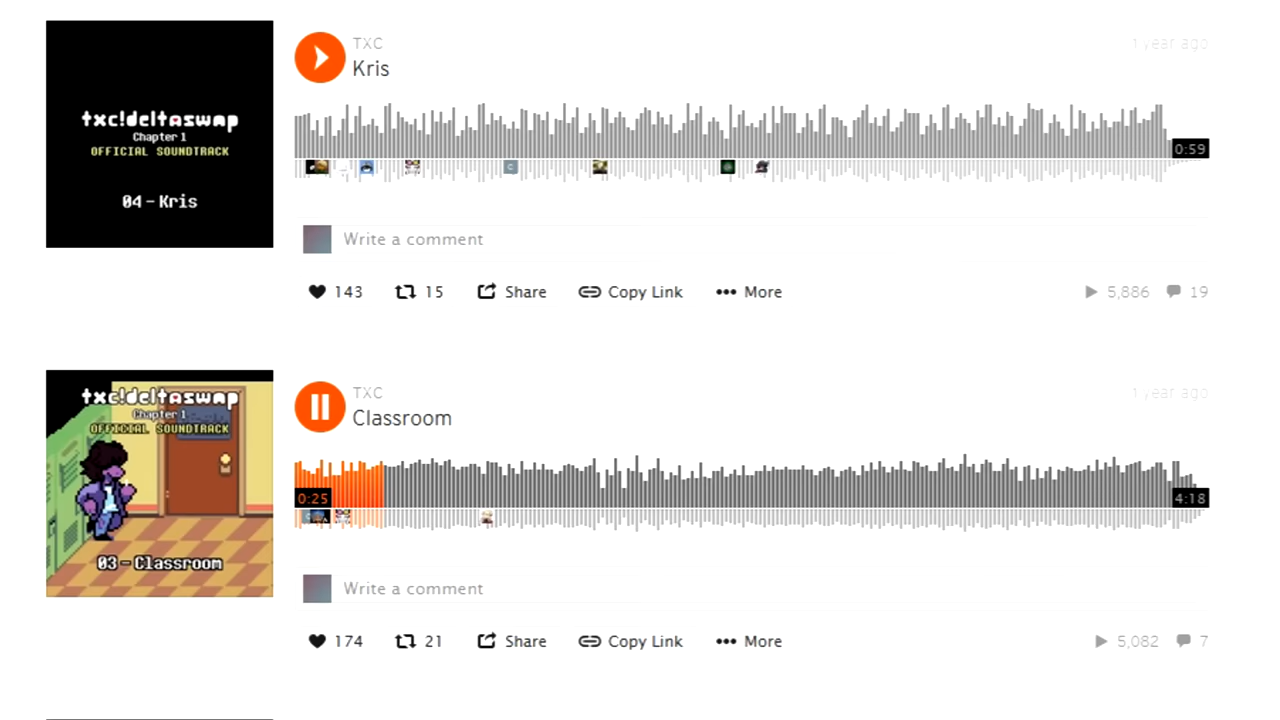 txc!deltaswap
Chapter 1
OFFICIAL SOUNDTRACK
04 - Kris
TXC
1 year ago
Kris
0:59
Write a comment
143
15
Share
Copy Link
More
5,886
19
txc!deltaswap
Chapter 1
OFFICIAL SOUNDTRACK
03 - Classroom
TXC
1 year ago
Classroom
0:25
4:18
Write a comment
174
21
Share
Copy Link
More
5,082
7